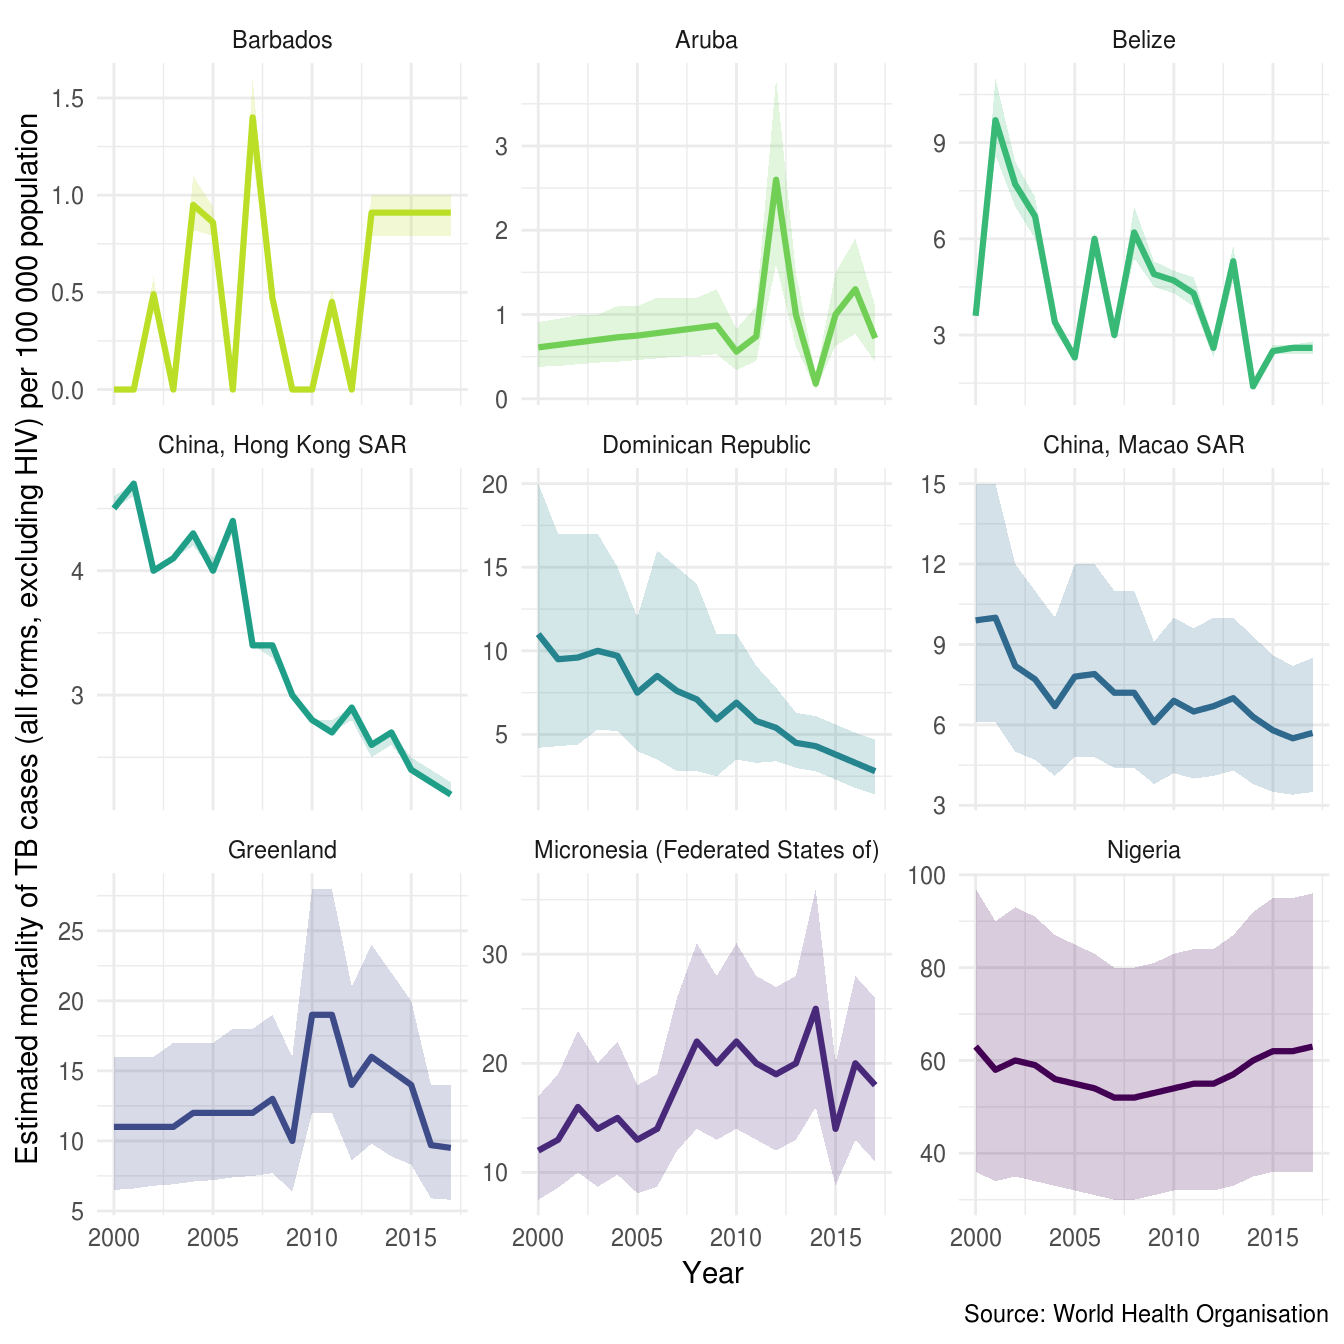 Barbados
Aruba
Belize
1.5
1.0
0.5
0.0
3
2
1
0
9
6
3
China, Hong Kong SAR
Dominican Republic
China, Macao SAR
4
3
20
15
10
5
15
12
9
6
3
Greenland
Micronesia (Federated States of)
Nigeria
25
20
15
10
5
30
20
10
100
80
60
40
2000 2005 2010 2015
2000 2005 2010 2015
2000 2005 2010 2015
Estimated mortality of TB cases (all forms, excluding HIV) per 100 000 population
Year
Source: World Health Organisation